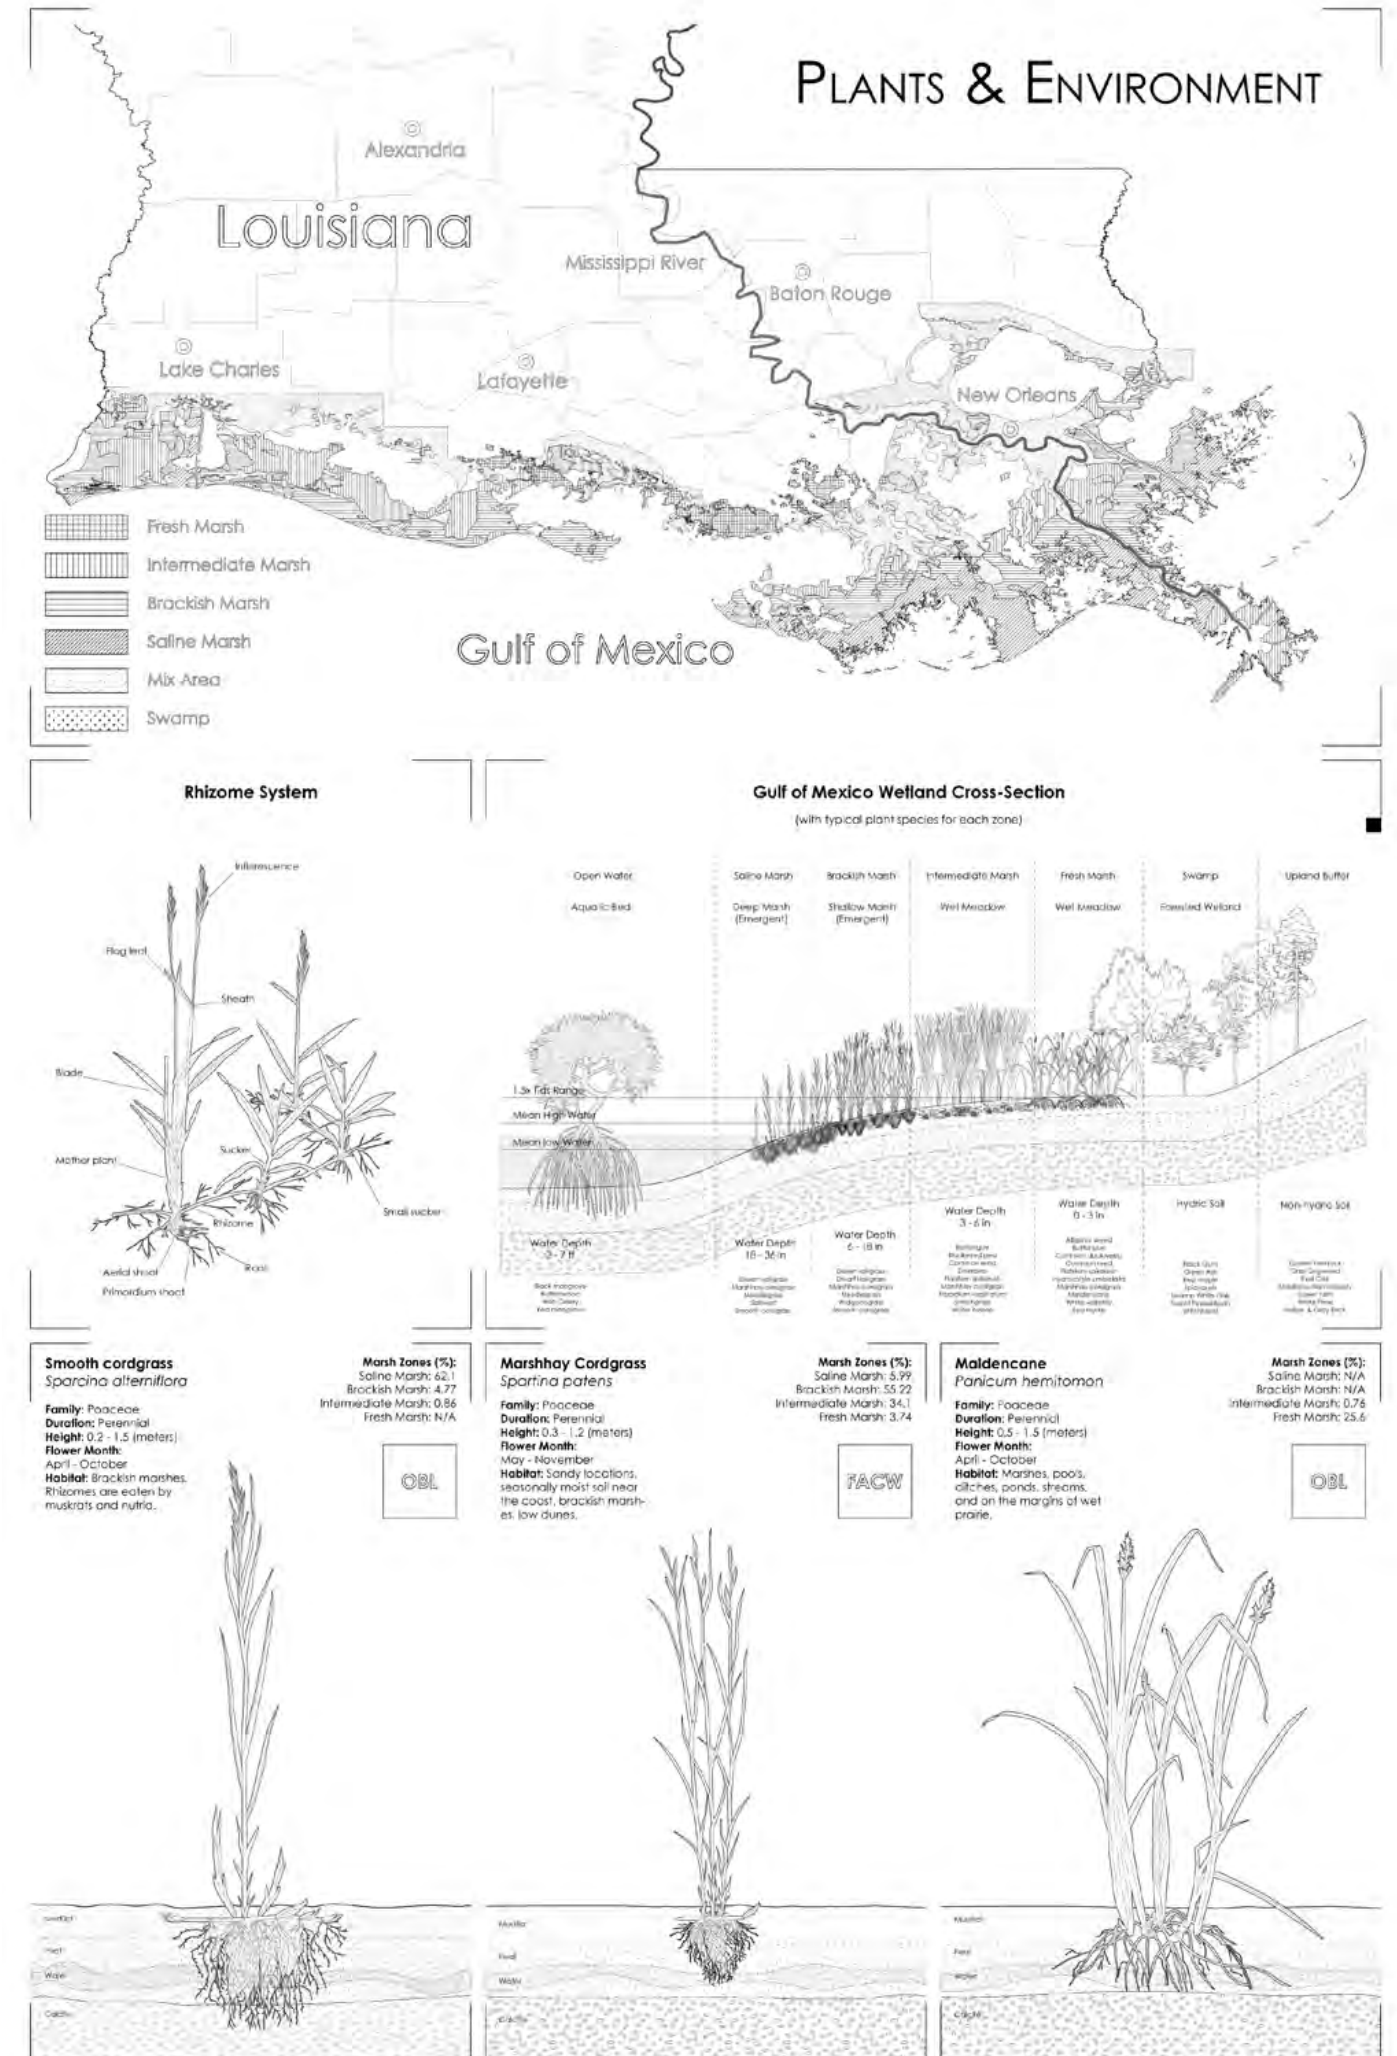 PLANTS & ENVIRONMENT
Alexandria
Louisiana
Mississippi River
Baton Rouge
Lake Charles
Lafayette
New Orleans
Fresh Marsh
Intermediate Marsh
Brackish Marsh
Saline Marsh
Mix Area
Swamp
Gulf of Mexico
Rhizome System
Flag leaf
Sheath
Blade
Mother plant
Sucker
Small sucker
Rhizome
Aerial shoot
Primordium shoot
Gulf of Mexico Wetland Cross-Section
(with typical plant species for each zone)
Open Water
Saline Marsh
Brackish Marsh
Intermediate Marsh
Fresh Marsh
Swamp
Upland Buffer
Aquatic Bed
Deep Marsh
(Emergent)
Shallow Marsh
(Emergent)
Wet Meadow
Wet Meadow
Forested Wetland
Mean High Water
Mean Low Water
Water Depth
2 - 7 ft
Water Depth
18 - 36 in
Water Depth
6 - 18 in
Water Depth
3 - 6 in
Water Depth
0 - 3 in
Hydric Soil
Non-hydric Soil
Smooth cordgrass
Sparcina alterniflora
Family: Poaceae
Duration: Perennial
Height: 0.2 - 1.5 (meters)
Flower Month:
April - October
Habitat: Brackish marshes.
Rhizomes are eaten by
muskrats and nutria.
Marsh Zones (%):
Saline Marsh: 62.1
Brackish Marsh: 4.77
Intermediate Marsh: 0.86
Fresh Marsh: N/A
OBL
Marshhay Cordgrass
Spartina patens
Family: Poaceae
Duration: Perennial
Height: 0.3 - 1.2 (meters)
Flower Month:
May - November
Habitat: Sandy locations,
seasonally moist soil near
the coast, brackish marsh-
es, low dunes.
Marsh Zones (%):
Saline Marsh: 5.99
Brackish Marsh: 55.22
Intermediate Marsh: 34.1
Fresh Marsh: 3.74
FACW
Maidencane
Panicum hemitomon
Family: Poaceae
Duration: Perennial
Height: 0.5 - 1.5 (meters)
Flower Month:
April - October
Habitat: Marshes, pools,
ditches, ponds, streams,
and on the margins of wet
prairie.
Marsh Zones (%):
Saline Marsh: N/A
Brackish Marsh: N/A
Intermediate Marsh: 0.76
Fresh Marsh: 25.6
OBL
Water
Peat
Water
Peat
Water